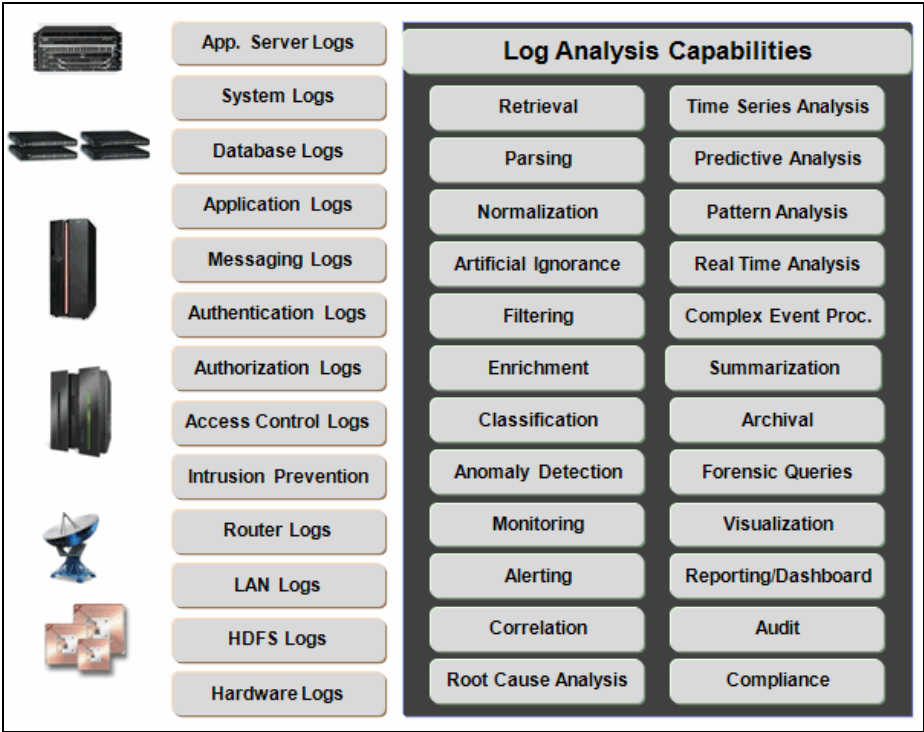 App. Server Logs
System Logs
Database Logs
Application Logs
Messaging Logs
Authentication Logs
Authorization Logs
Access Control Logs
Intrusion Prevention
Router Logs
LAN Logs
HDFS Logs
Hardware Logs
Log Analysis Capabilities
Retrieval
Parsing
Normalization
Artificial Ignorance
Filtering
Enrichment
Classification
Anomaly Detection
Monitoring
Alerting
Correlation
Root Cause Analysis
Time Series Analysis
Predictive Analysis
Pattern Analysis
Real Time Analysis
Complex Event Proc.
Summarization
Archival
Forensic Queries
Visualization
Reporting/Dashboard
Audit
Compliance